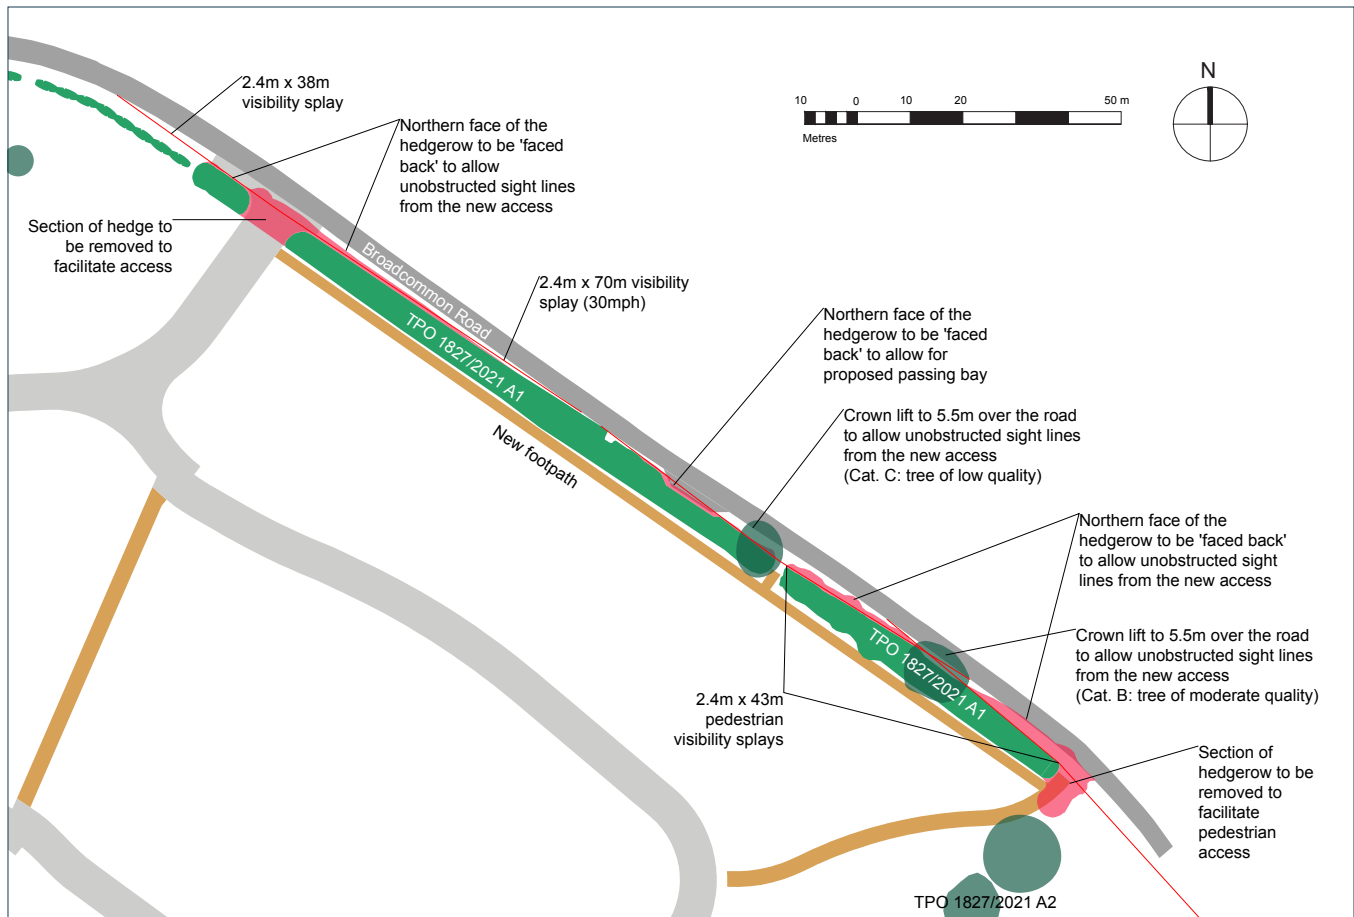 2.4m x 38m
visibility splay
Northern face of the
hedgerow to be 'faced
back' to allow
unobstructed sight lines
from the new access
10 0 10 20 50 m
Metres
N
Section of hedge to
be removed to
facilitate access
Broadcommon Road
2.4m x 70m visibility
splay (30mph)
TPO 1827/2021 A1
New footpath
Northern face of the
hedgerow to be 'faced
back' to allow for
proposed passing bay
Crown lift to 5.5m over the road
to allow unobstructed sight lines
from the new access
(Cat. C: tree of low quality)
Northern face of the
hedgerow to be 'faced back'
to allow unobstructed sight
lines from the new access
TPO 1827/2021 A1
Crown lift to 5.5m over the road
to allow unobstructed sight lines
from the new access
(Cat. B: tree of moderate quality)
2.4m x 43m
pedestrian
visibility splays
Section of
hedgerow to be
removed to
facilitate
pedestrian
access
TPO 1827/2021 A2